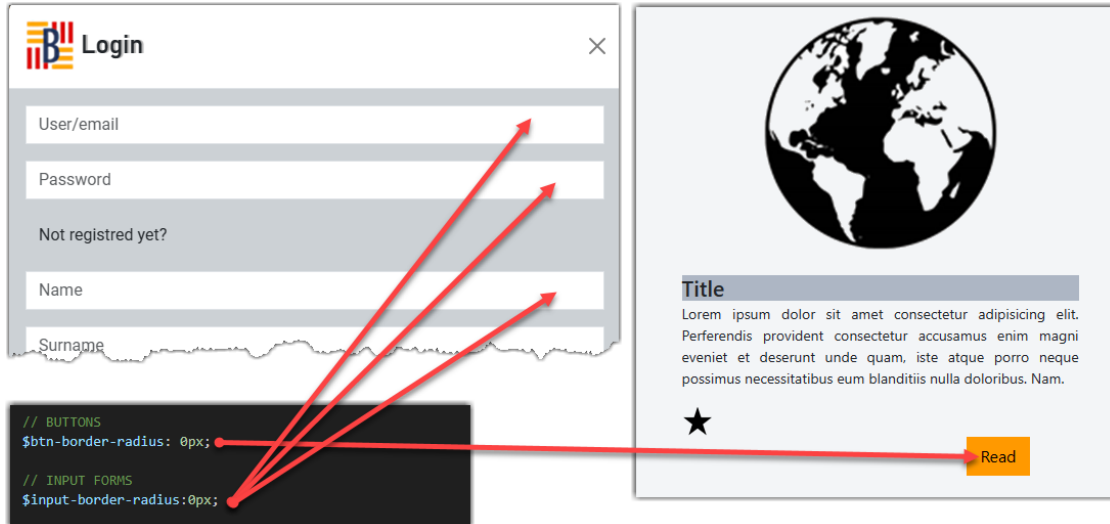 B Login
User/email
Password
Not registred yet?
Name
Surname
// BUTTONS
$btn-border-radius: 0px;
// INPUT FORMS
$input-border-radius:0px;
Title
Lorem ipsum dolor sit amet consectetur adipisicing elit.
Perferendis provident consectetur accusamus enim magni
eveniet et deserunt unde quam, iste atque porro neque
possimus necessitatibus eum blanditiis nulla doloribus. Nam.
Read